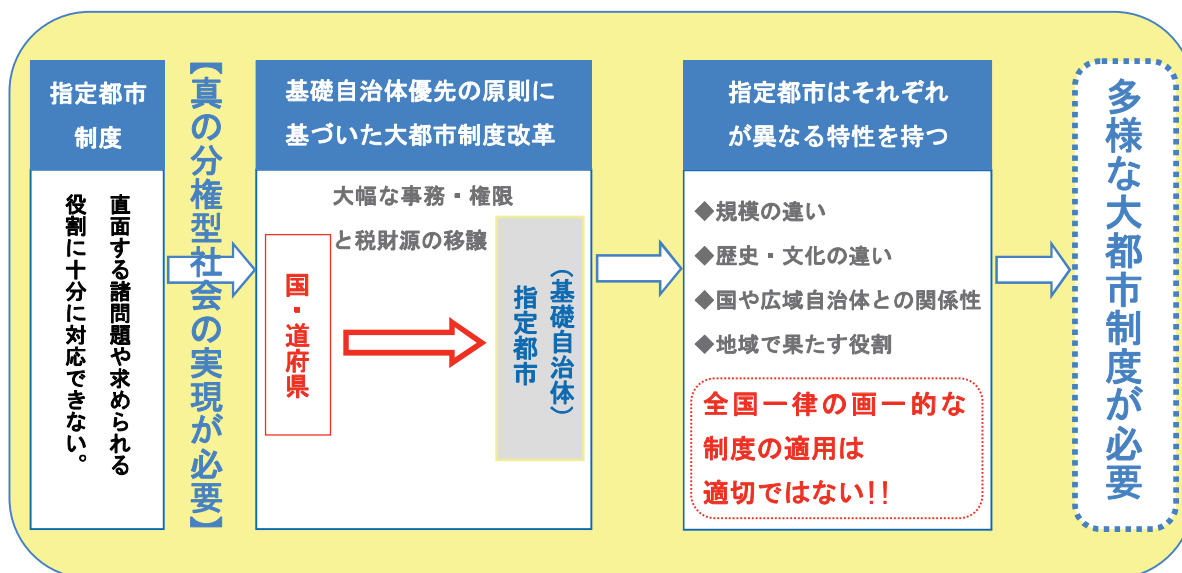 指定都市
制度
直面する諸問題や求められる
役割に十分に対応できない。
【真の分権型社会の実現が必要】
基礎自治体優先の原則に
基づいた大都市制度改革
大幅な事務・権限
と税財源の移譲
国・道府県
(基礎自治体)
指定都市
指定都市はそれぞれ
が異なる特性を持つ
◆規模の違い
◆歴史・文化の違い
◆国や広域自治体との関係性
◆地域で果たす役割
全国一律の画一的な
制度の適用は
適切ではない!!
多様な大都市制度が必要